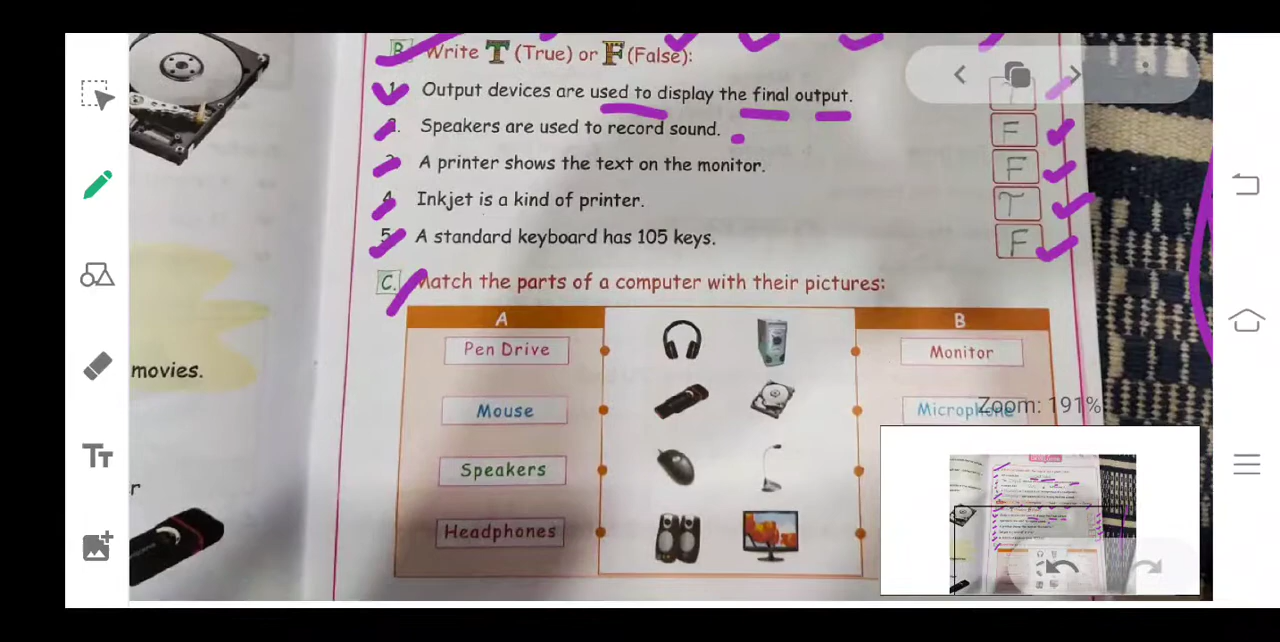 B. Write T (True) or F (False):
1. Output devices are used to display the final output. T
2. Speakers are used to record sound. F
3. A printer shows the text on the monitor. F
4. Inkjet is a kind of printer. T
5. A standard keyboard has 105 keys. F
C. Match the parts of a computer with their pictures:
A B
Pen Drive Monitor
Mouse Microphone
Zoom: 191%
Speakers
Headphones
movies.
r
TT